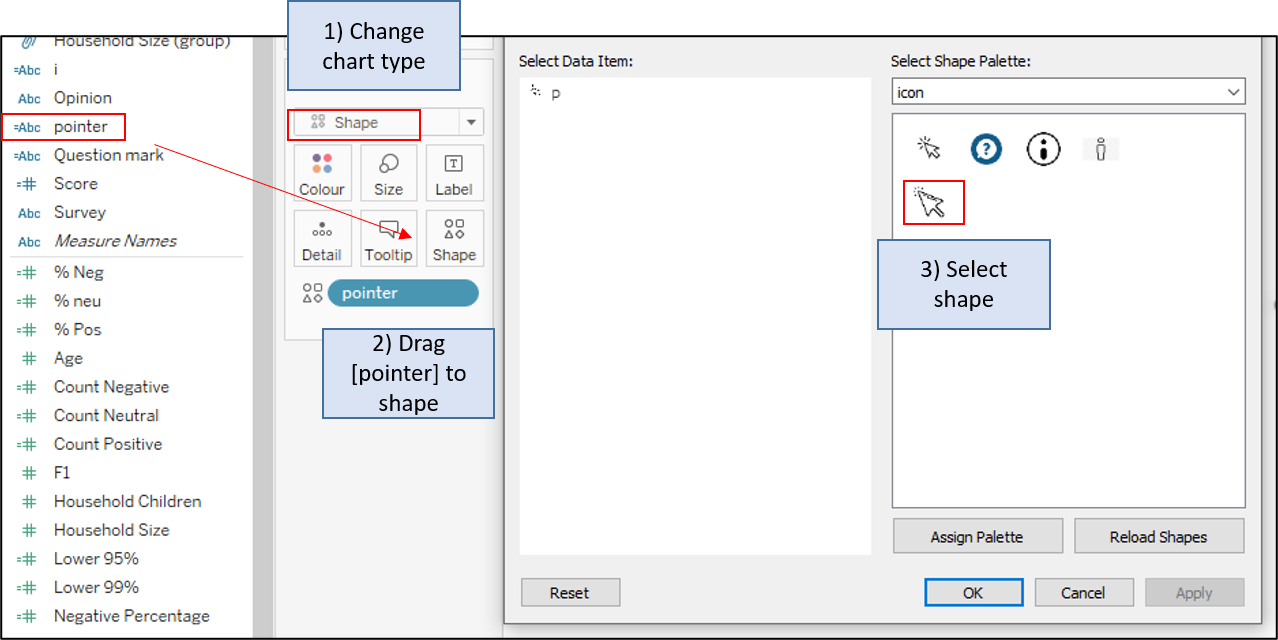 Household Size (group)
=Abc i
Abc Opinion
=Abc pointer
=Abc Question mark
=# Score
Abc Survey
Abc Measure Names
=# % Neg
=# % neu
=# % Pos
# Age
=# Count Negative
=# Count Neutral
=# Count Positive
# F1
# Household Children
# Household Size
=# Lower 95%
=# Lower 99%
=# Negative Percentage
1) Change
chart type
Shape
Colour
Size
T
Label
Detail
Tooltip
Shape
pointer
2) Drag
[pointer] to
shape
Select Data Item:
p
Reset
Select Shape Palette:
icon
?
3) Select
shape
Assign Palette
Reload Shapes
OK
Cancel
Apply